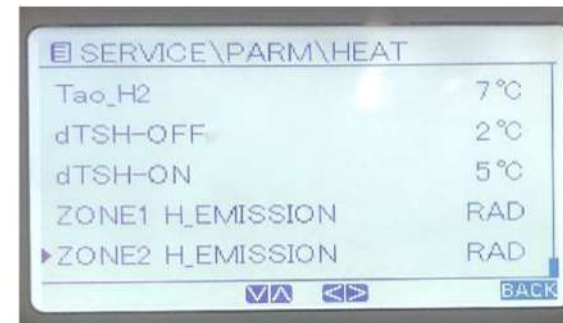 SERVICE\PARM\HEAT
Tao_H2 7℃
dTSH-OFF 2℃
dTSH-ON 5℃
ZONE1 H_EMISSION RAD
ZONE2 H_EMISSION RAD
BACK